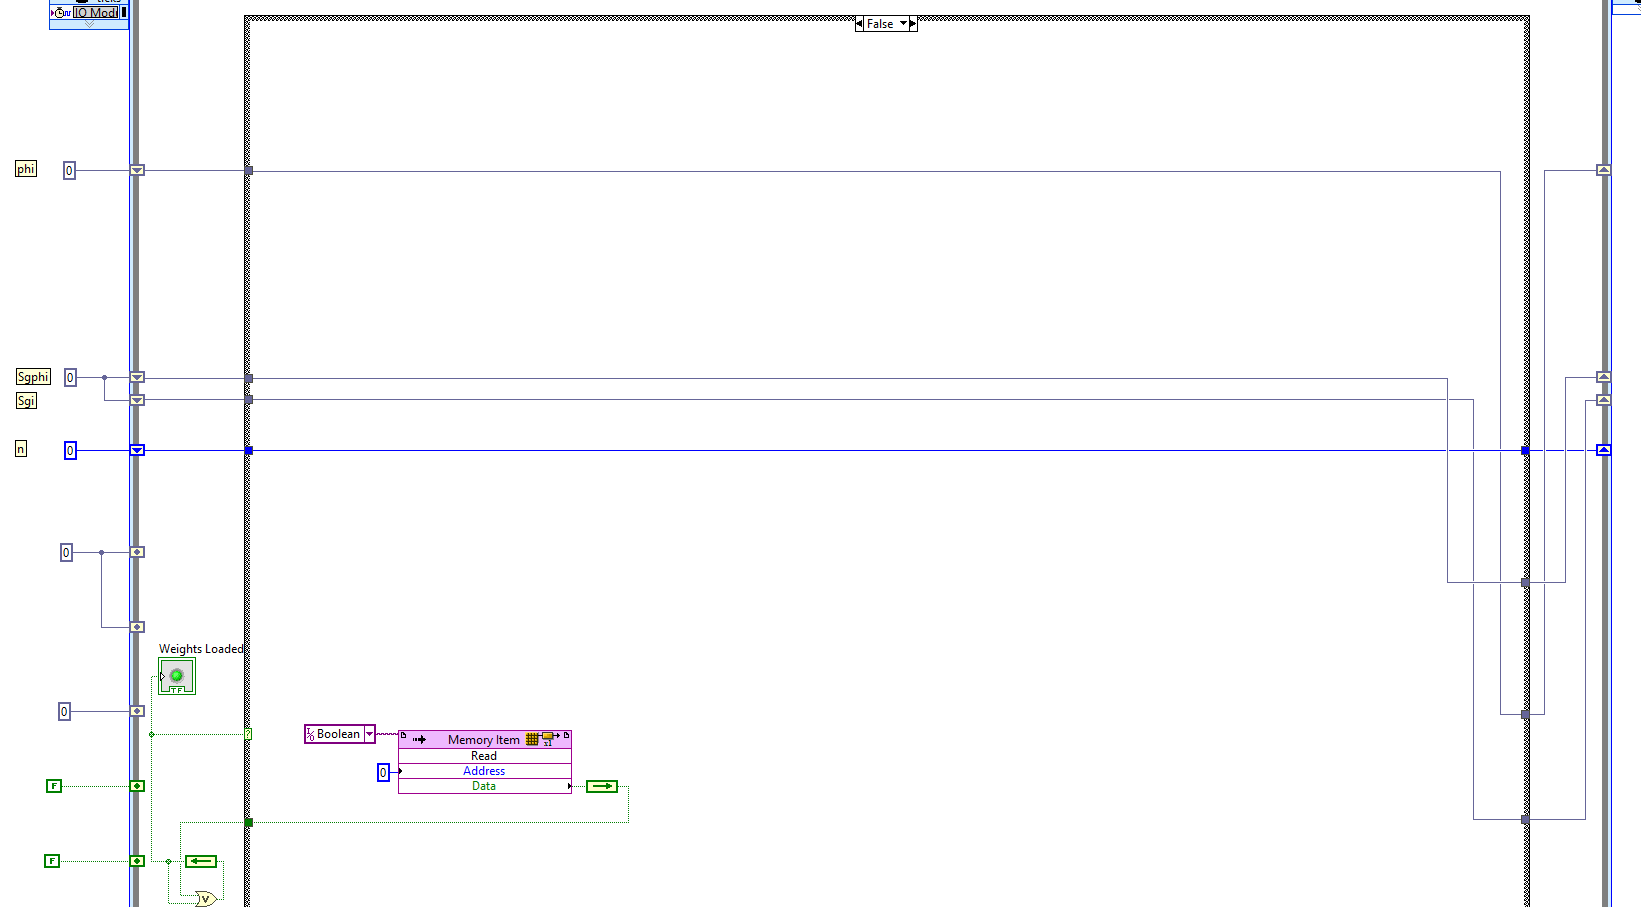 IO Mod
False
phi
0
Sgphi
0
Sgi
n
0
0
Weights Loaded
TF
0
?
I/O Boolean
Memory Item
x1
Read
0
Address
F
Data
F
V